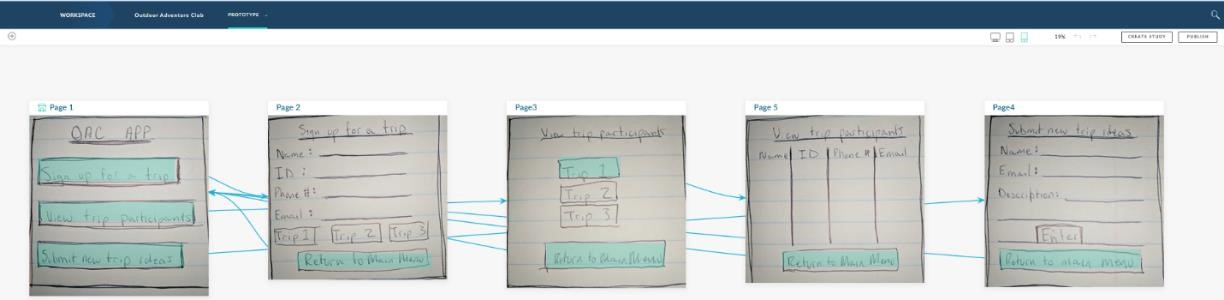 WORKSPACE Outdoor Adventure Club PROTOTYPE
19% CREATE STUDY PUBLISH
Page 1
OAC APP
Sign up for a trip
View trip participants
Submit new trip ideas
Page 2
Sign up for a trip
Name:
ID:
Phone #:
Email:
Trip 1 Trip 2 Trip 3
Return to Main Menu
Page3
View trip participants
Trip 1
Trip 2
Trip 3
Return to Main Menu
Page 5
View trip participants
Name ID Phone # Email
Return to Main Menu
Page4
Submit new trip ideas
Name:
Email:
Description:
Enter
Return to main menu